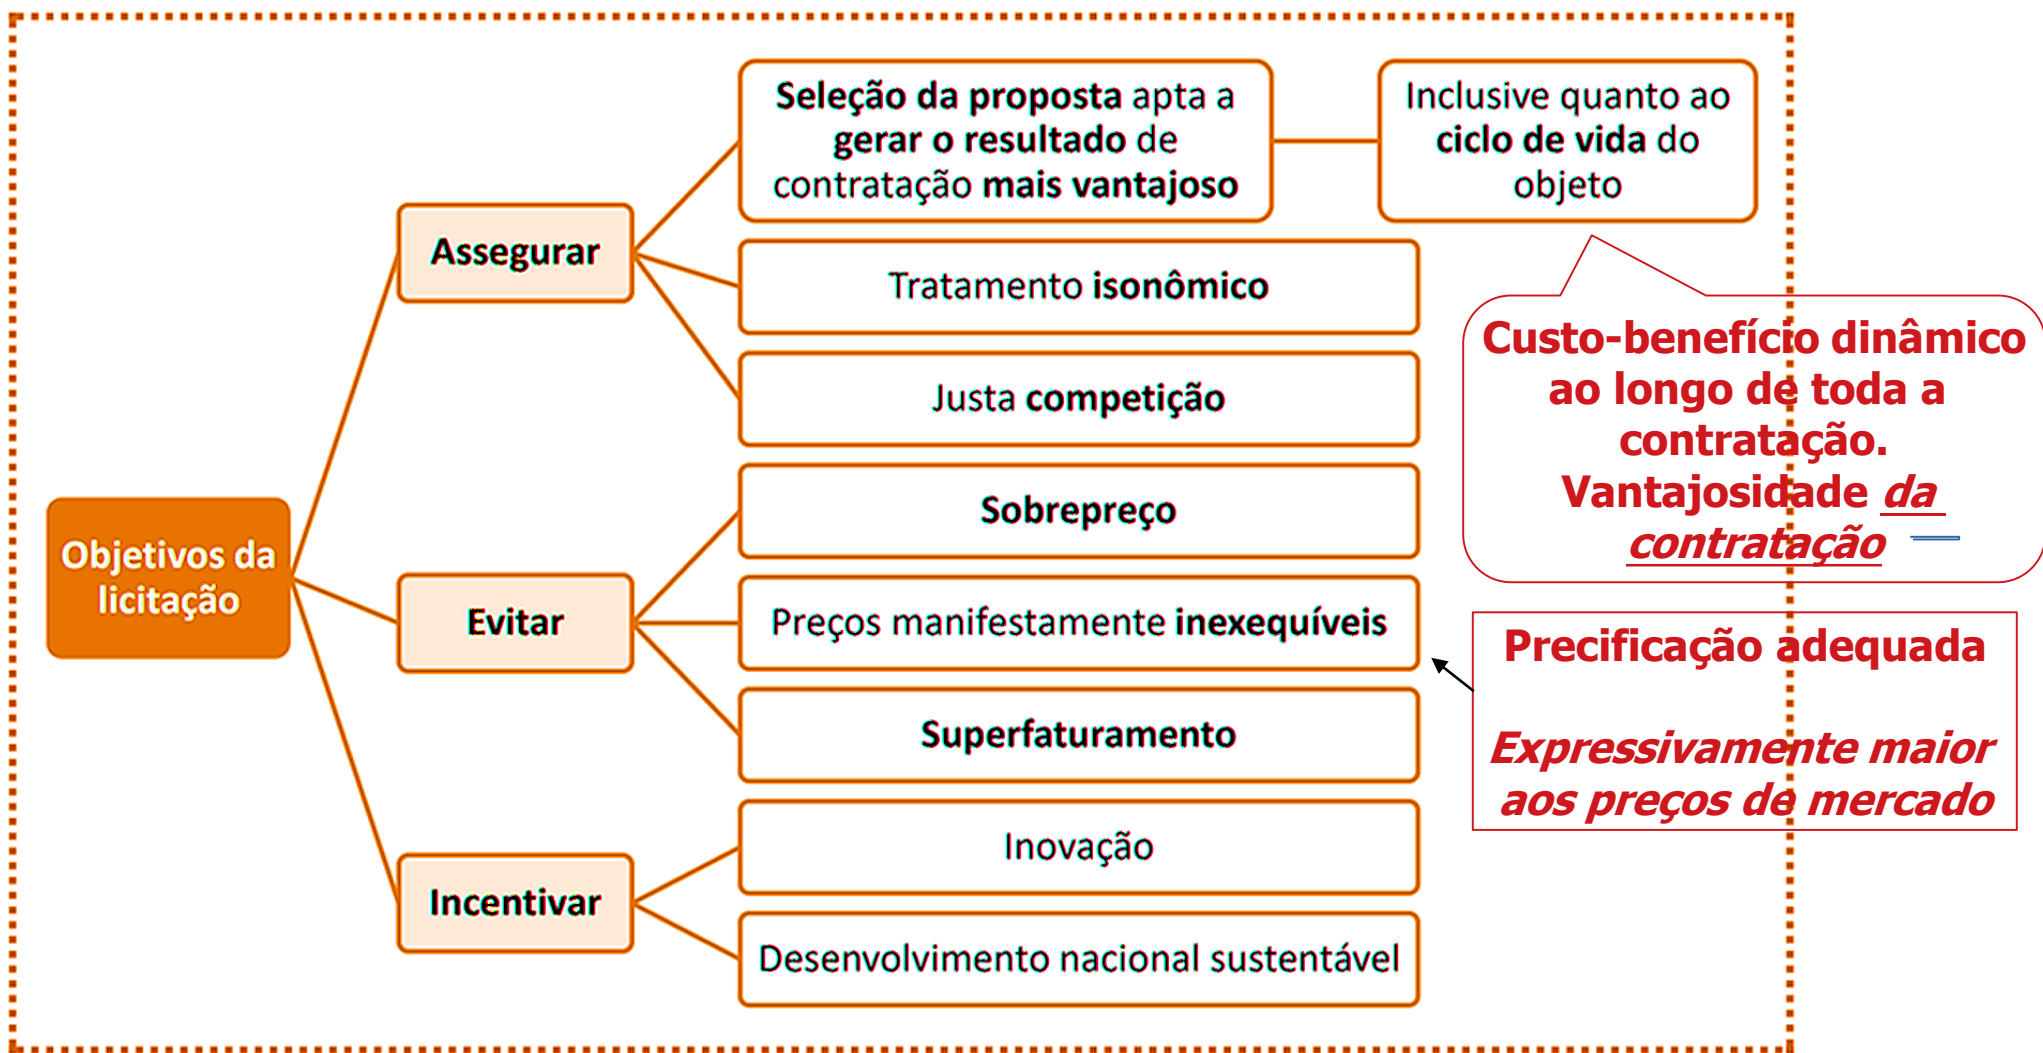 Objetivos da
licitação
Assegurar
Seleção da proposta apta a
gerar o resultado de
contratação mais vantajoso
Inclusive quanto ao
ciclo de vida do
objeto
Tratamento isonômico
Justa competição
Custo-benefício dinâmico
ao longo de toda a
contratação.
Vantajosidade da
contratação
Evitar
Sobrepreço
Preços manifestamente inexequíveis
Superfaturamento
Precificação adequada
Expressivamente maior
aos preços de mercado
Incentivar
Inovação
Desenvolvimento nacional sustentável